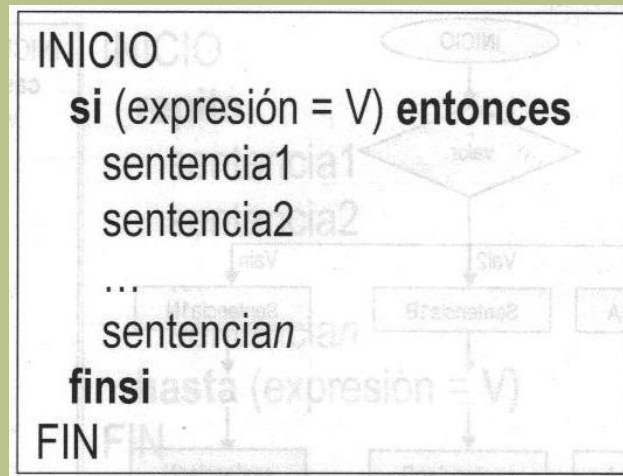 INICIO
si (expresión = V) entonces
sentencia1
sentencia2
...
sentencian
finsi
FIN